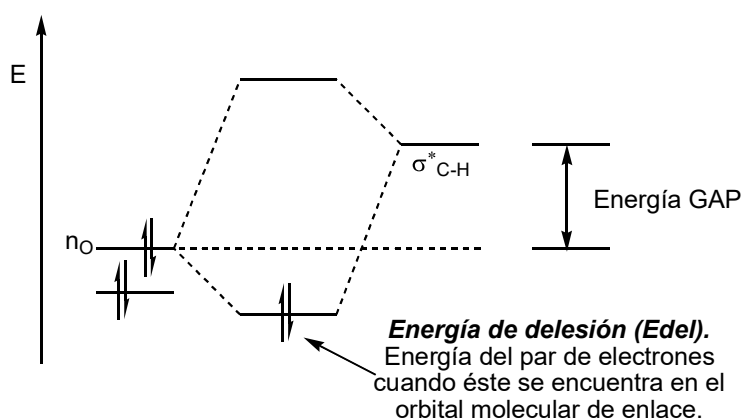 E
σ*C-H
Energía GAP
nO
Energía de delesión (Edel).
Energía del par de electrones
cuando éste se encuentra en el
orbital molecular de enlace.